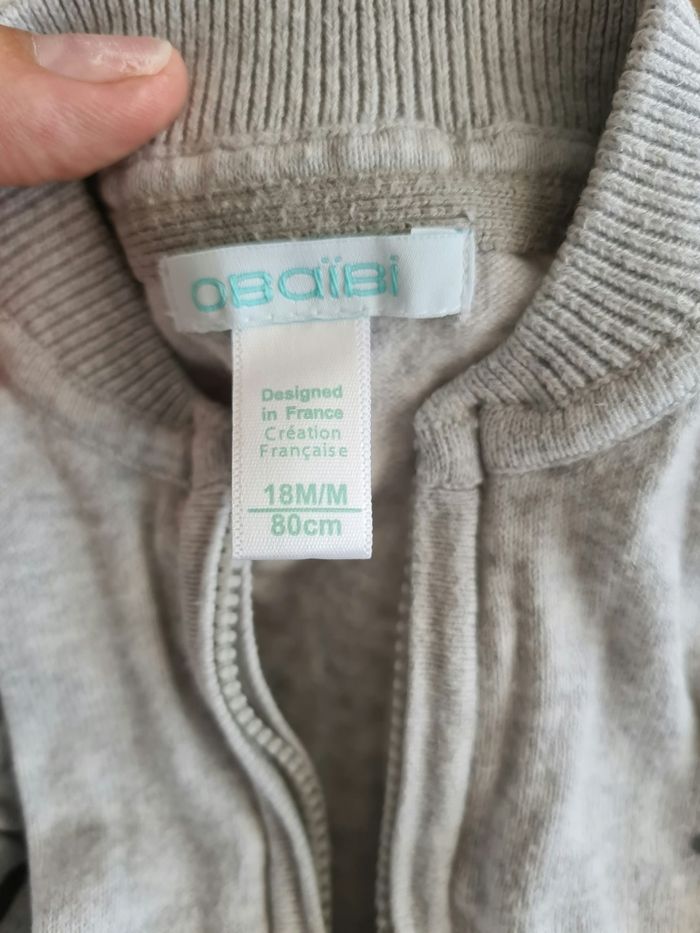 OBaïBi
Designed
in France
Création
Française
18M/M
80cm